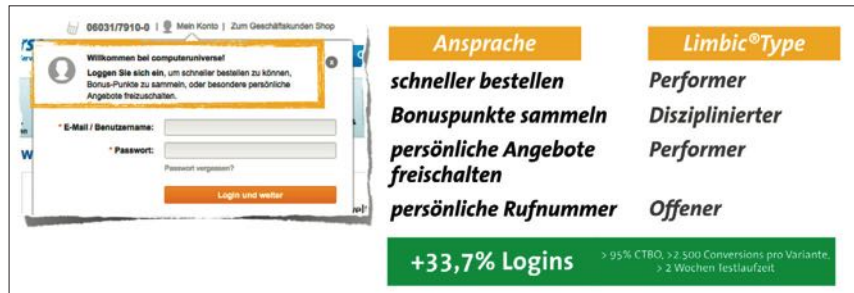 06031/7910-0 | Mein Konto | Zum Geschäftskunden Shop
Willkommen bei computeruniverse!
Loggen Sie sich ein, um schneller bestellen zu können,
Bonus-Punkte zu sammeln, oder besondere persönliche
Angebote freizuschalten.
* E-Mail / Benutzername:
* Passwort:
Passwort vergessen?
Login und weiter
Ansprache Limbic®Type
schneller bestellen Performer
Bonuspunkte sammeln Disziplinierter
persönliche Angebote Performer
freischalten
persönliche Rufnummer Offener
+33,7% Logins
> 95% CTBO, >2.500 Conversions pro Variante,
> 2 Wochen Testlaufzeit